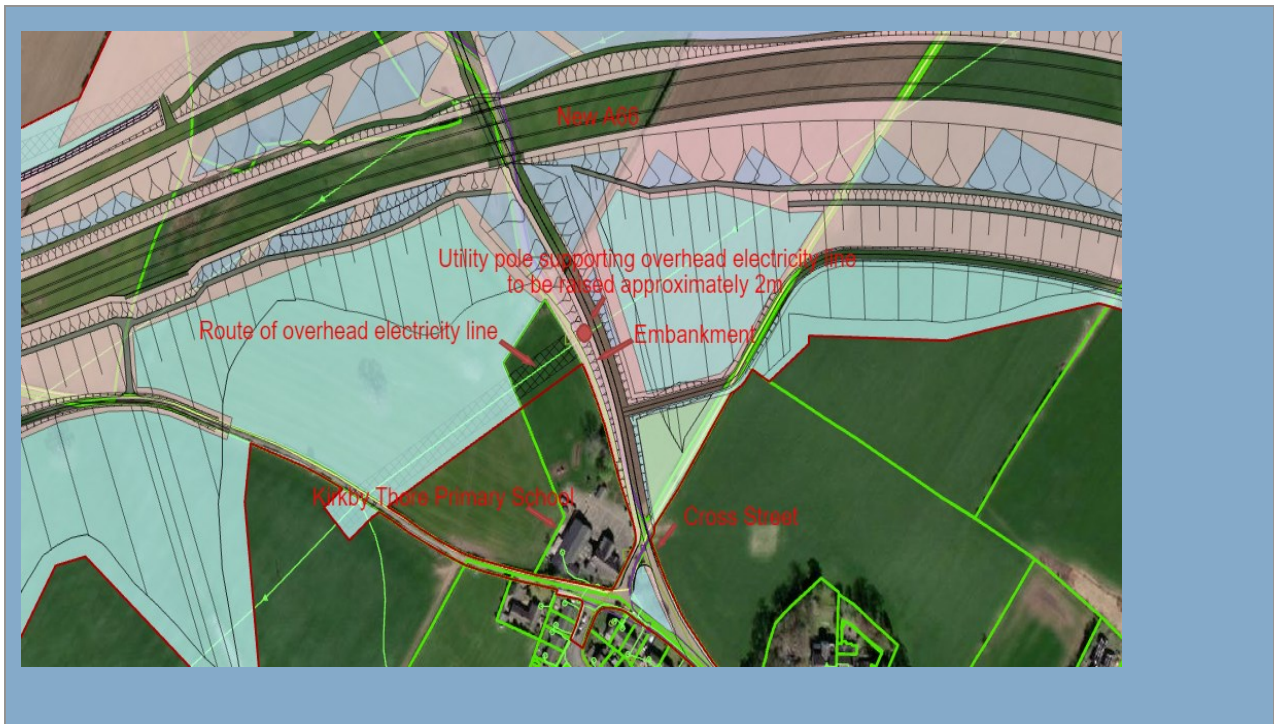 New A66
Utility pole supporting overhead electricity line
to be raised approximately 2m
Route of overhead electricity line
Embankment
Kirkby Thore Primary School
Cross Street